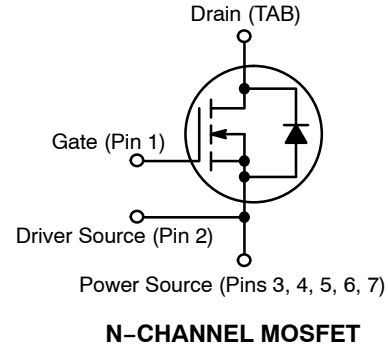 Drain (TAB)
Gate (Pin 1)
Driver Source (Pin 2)
Power Source (Pins 3, 4, 5, 6, 7)
N−CHANNEL MOSFET